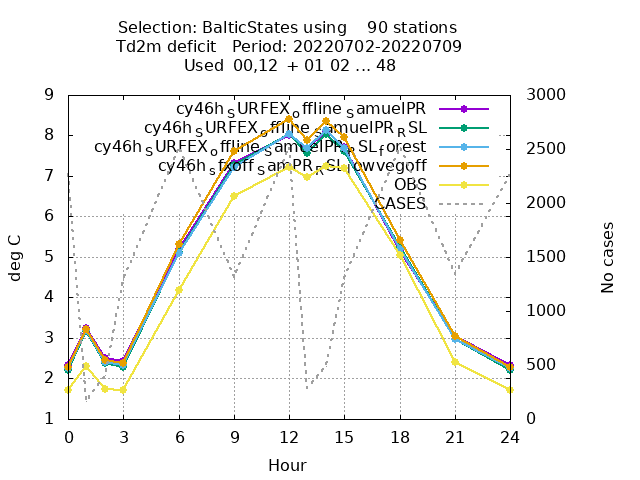 Selection: BalticStates using    90 stations
Td2m deficit   Period: 20220702-20220709
Used  00,12  + 01 02 ... 48
cy46h_SURFEX_offline_SamuelPR
cy46h_SURFEX_offline_SamuelPR_RSL
cy46h_SURFEX_offline_SamuelPR_RSL_forest
cy46h_sfxoff_SamPR_RSL_lowvegoff
OBS
CASES
9
8
7
6
5
4
3
2
1
3000
2500
2000
1500
1000
500
0
deg C
No cases
0 3 6 9 12 15 18 21 24
Hour